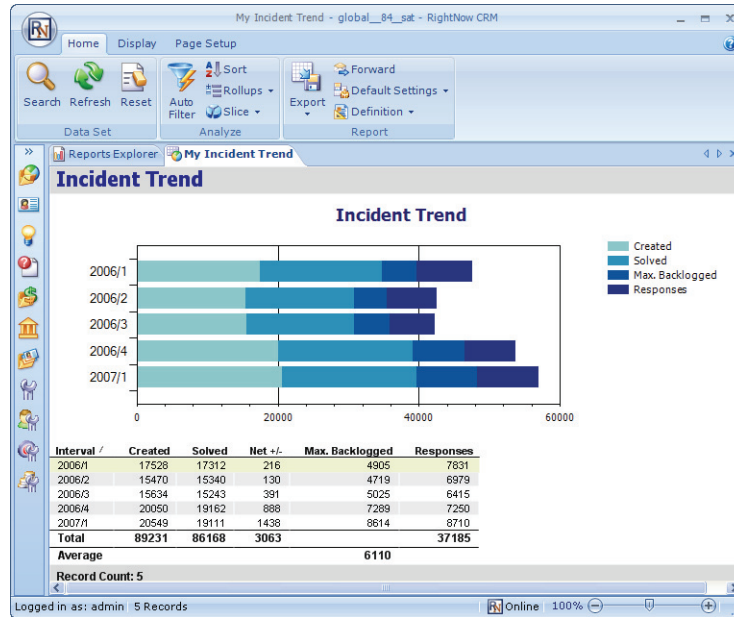 My Incident Trend - global__84__sat - RightNow CRM
Home Display Page Setup
Search Refresh Reset
Data Set
Auto Filter
Sort
Rollups
Slice
Analyze
Export
Forward
Default Settings
Definition
Report
Reports Explorer My Incident Trend
Incident Trend
Incident Trend
Created
Solved
Max. Backlogged
Responses
2006/1
2006/2
2006/3
2006/4
2007/1
0 20000 40000 60000
Interval / Created Solved Net +/- Max. Backlogged Responses
2006/1 17528 17312 216 4905 7831
2006/2 15470 15340 130 4719 6979
2006/3 15634 15243 391 5025 6415
2006/4 20050 19162 888 7289 7250
2007/1 20549 19111 1438 8614 8710
Total 89231 86168 3063 37185
Average 6110
Record Count: 5
Logged in as: admin 5 Records Online 100%